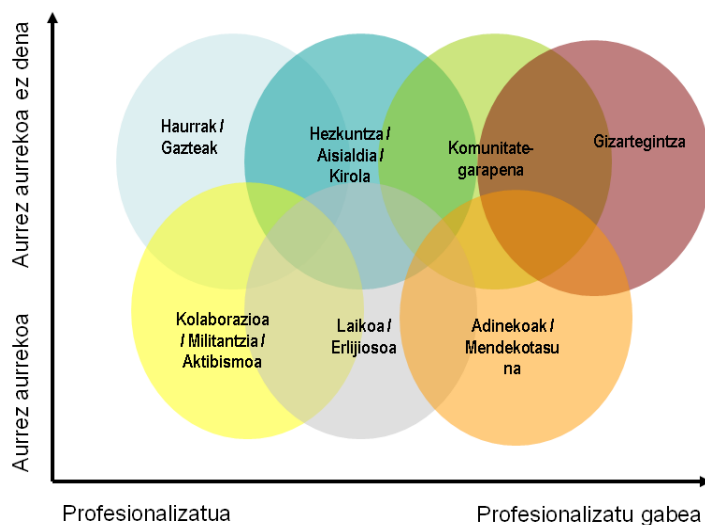 Aurrez aurrekoa ez dena
Haurrak /
Gazteak
Hezkuntza /
Aisialdia /
Kirola
Komunitate-
garapena
Gizartegintza
Aurrez aurrekoa
Kolaborazioa
/ Militantzia /
Aktibismoa
Laikoa /
Erlijiosoa
Adinekoak /
Mendekotasu
na
Profesionalizatua
Profesionalizatu gabea